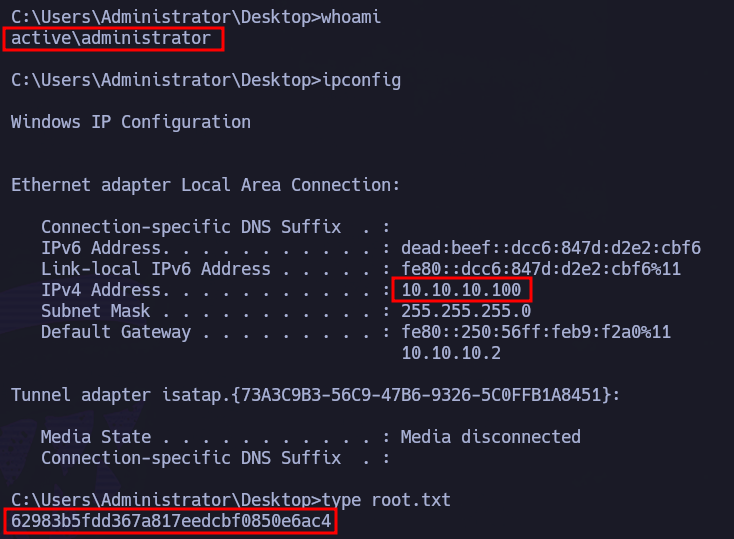 C:\Users\Administrator\Desktop>whoami
active\administrator
C:\Users\Administrator\Desktop>ipconfig
Windows IP Configuration
Ethernet adapter Local Area Connection:
Connection-specific DNS Suffix  . :
IPv6 Address. . . . . . . . . . . : dead:beef::dcc6:847d:d2e2:cbf6
Link-local IPv6 Address . . . . . : fe80::dcc6:847d:d2e2:cbf6%11
IPv4 Address. . . . . . . . . . . : 10.10.10.100
Subnet Mask . . . . . . . . . . . : 255.255.255.0
Default Gateway . . . . . . . . . : fe80::250:56ff:feb9:f2a0%11
10.10.10.2
Tunnel adapter isatap.{73A3C9B3-56C9-47B6-9326-5C0FFB1A8451}:
Media State . . . . . . . . . . . : Media disconnected
Connection-specific DNS Suffix  . :
C:\Users\Administrator\Desktop>type root.txt
62983b5fdd367a817eedcbf0850e6ac4